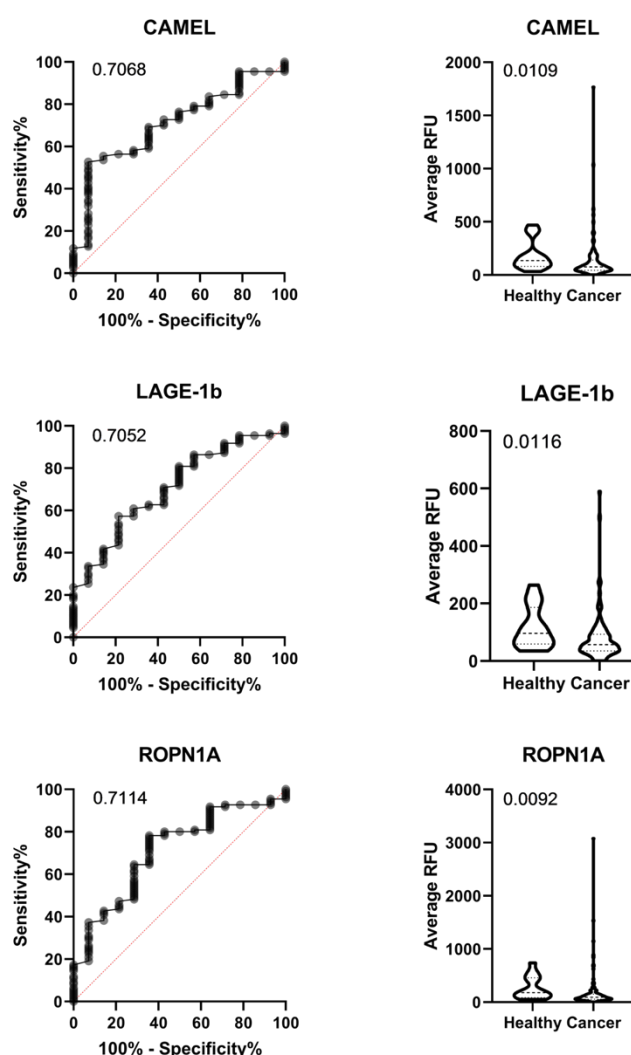 CAMEL
0.7068
Sensitivity%
100
80
60
40
20
0
0 20 40 60 80 100
100% - Specificity%
CAMEL
0.0109
Average RFU
2000
1500
1000
500
0
Healthy Cancer
LAGE-1b
0.7052
Sensitivity%
100
80
60
40
20
0
0 20 40 60 80 100
100% - Specificity%
LAGE-1b
0.0116
Average RFU
800
600
400
200
0
Healthy Cancer
ROPN1A
0.7114
Sensitivity%
100
80
60
40
20
0
0 20 40 60 80 100
100% - Specificity%
ROPN1A
0.0092
Average RFU
4000
3000
2000
1000
0
Healthy Cancer